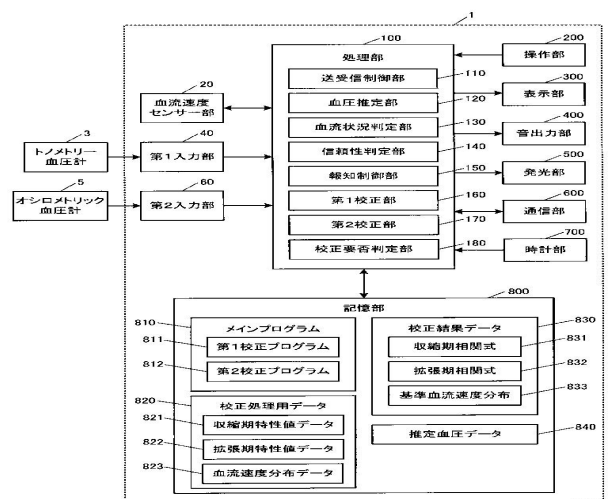 1
100
処理部
送受信制御部
110
血圧推定部
120
血流状況判定部
130
信頼性判定部
140
報知制御部
150
第1校正部
160
第2校正部
170
校正要否判定部
180
20
血流速度
センサー部
3
トノメトリー
血圧計
40
第1入力部
5
オシロメトリック
血圧計
60
第2入力部
200
操作部
300
表示部
400
音出力部
500
発光部
600
通信部
700
時計部
800
記憶部
810
メインプログラム
811
第1校正プログラム
812
第2校正プログラム
820
校正処理用データ
821
収縮期特性値データ
822
拡張期特性値データ
823
血流速度分布データ
830
校正結果データ
831
収縮期相関式
832
拡張期相関式
833
基準血流速度分布
推定血圧データ
840